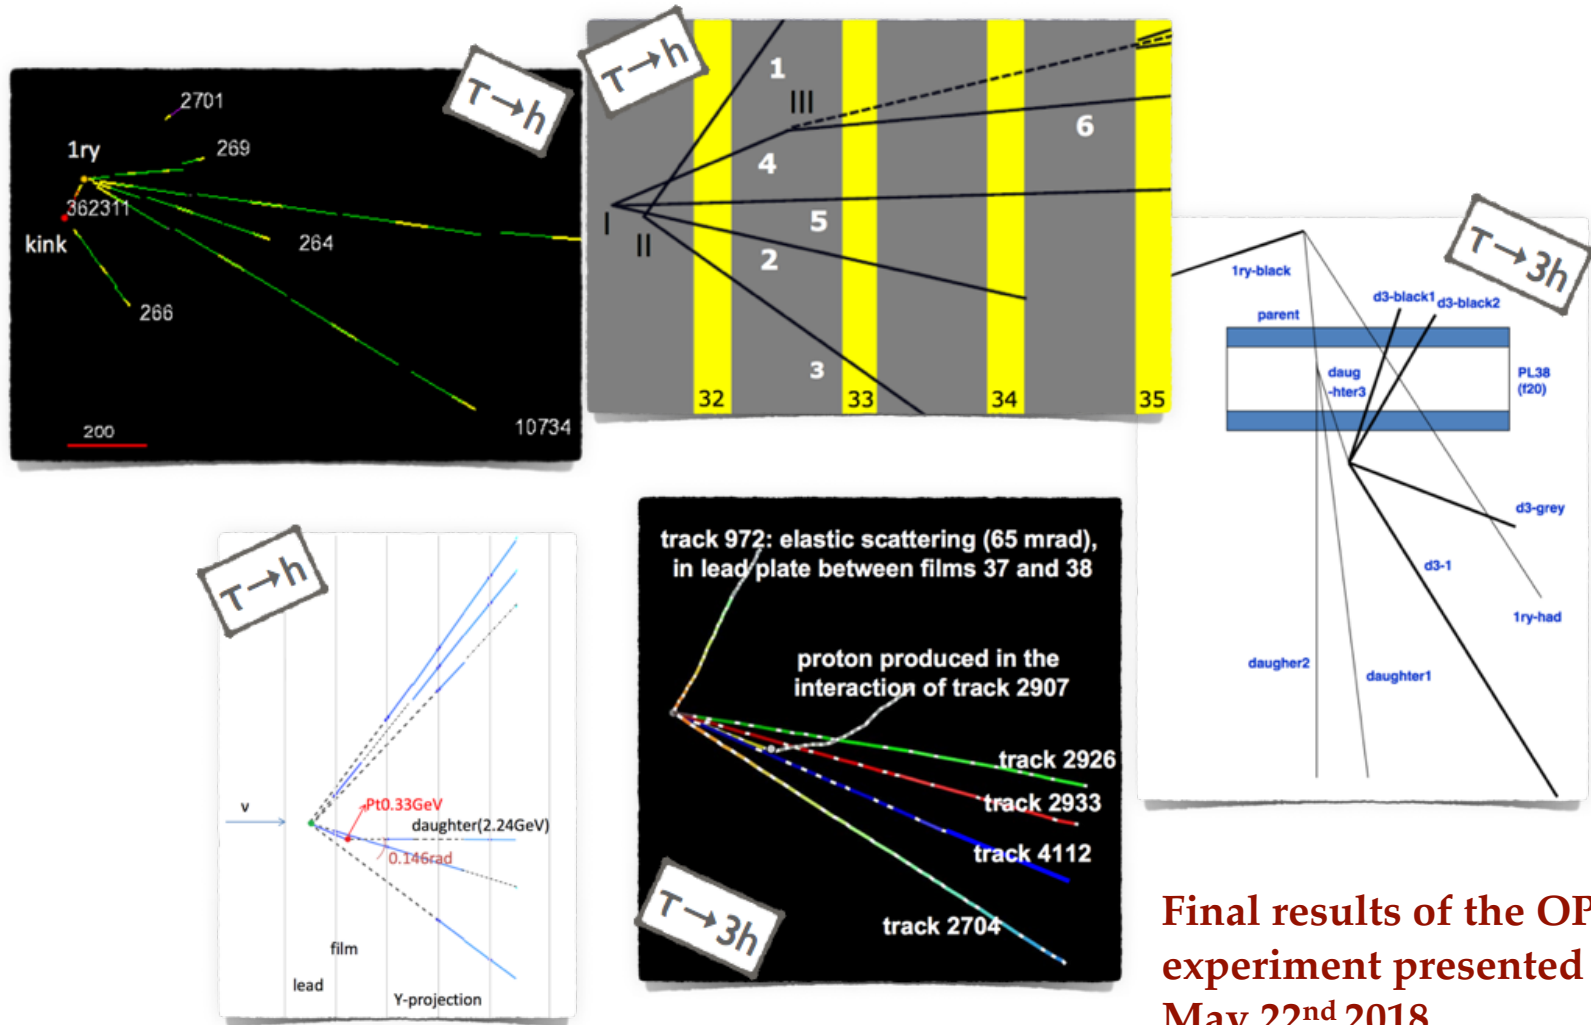 τ→h
2701
1ry
269
362311
kink
264
266
200
10734
τ→h
1
III
6
4
I
5
II
2
3
32
33
34
35
τ→3h
1ry-black
d3-black1
d3-black2
parent
daug
-hter3
PL38
(f20)
d3-grey
d3-1
1ry-had
daugher2
daughter1
τ→h
ν
Pt0.33GeV
daughter(2.24GeV)
0.146rad
film
lead
Y-projection
track 972: elastic scattering (65 mrad),
in lead plate between films 37 and 38
proton produced in the
interaction of track 2907
track 2926
track 2933
track 4112
track 2704
τ→3h
Final results of the OP
experiment presented
May 22nd 2018